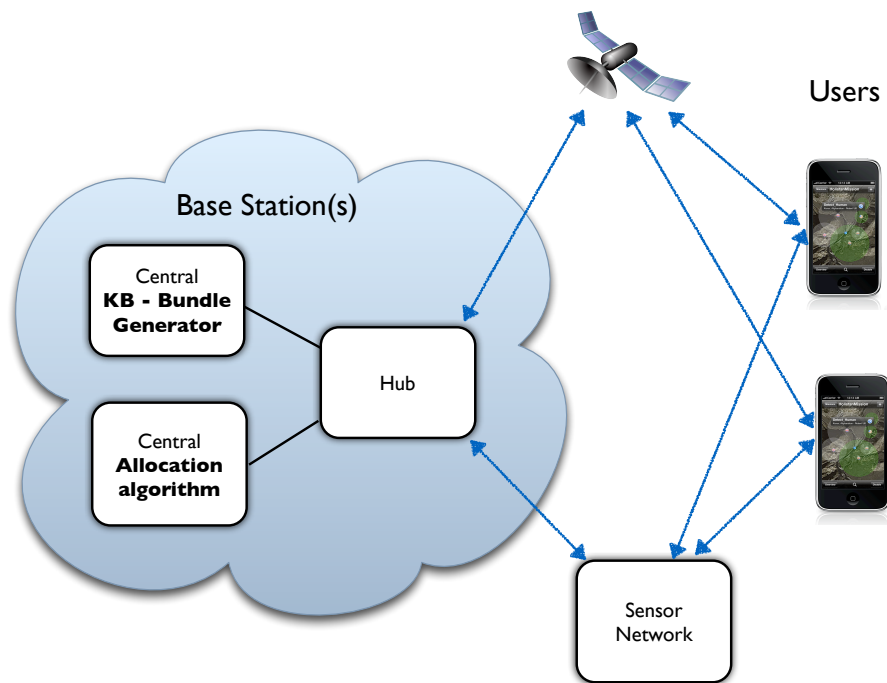 Users
Base Station(s)
Central
KB - Bundle
Generator
Hub
Central
Allocation
algorithm
Sensor
Network